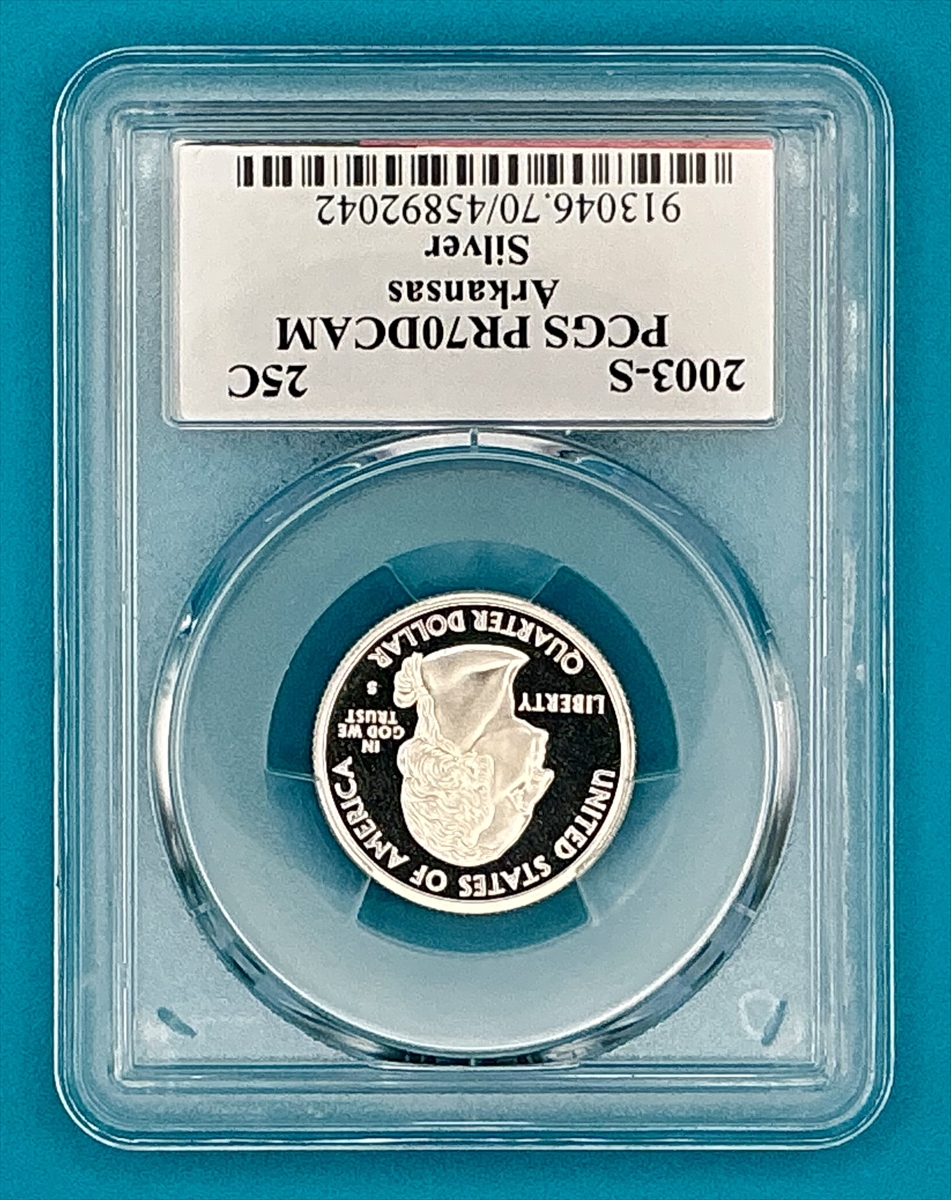 2003-S 25C
PCGS PR70DCAM
Arkansas
Silver
913046.70/45892042
UNITED STATES OF AMERICA
LIBERTY
IN
GOD WE
TRUST
S
QUARTER DOLLAR